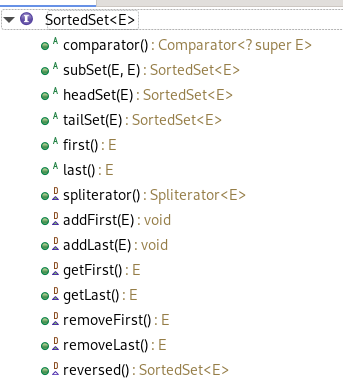 SortedSet<E>
comparator() : Comparator<? super E>
subSet(E, E) : SortedSet<E>
headSet(E) : SortedSet<E>
tailSet(E) : SortedSet<E>
first() : E
last() : E
spliterator() : Spliterator<E>
addFirst(E) : void
addLast(E) : void
getFirst() : E
getLast() : E
removeFirst() : E
removeLast() : E
reversed() : SortedSet<E>